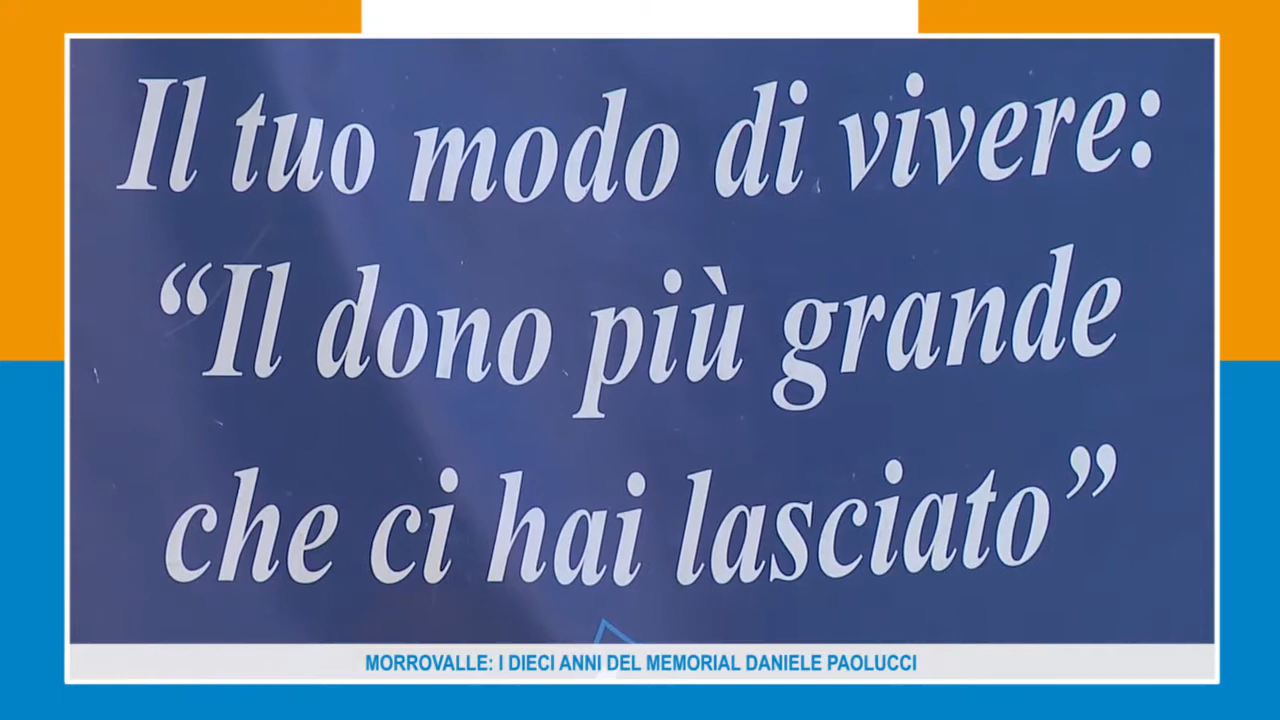 Il tuo modo di vivere:
“Il dono più grande
che ci hai lasciato”
MORROVALLE: I DIECI ANNI DEL MEMORIAL DANIELE PAOLUCCI